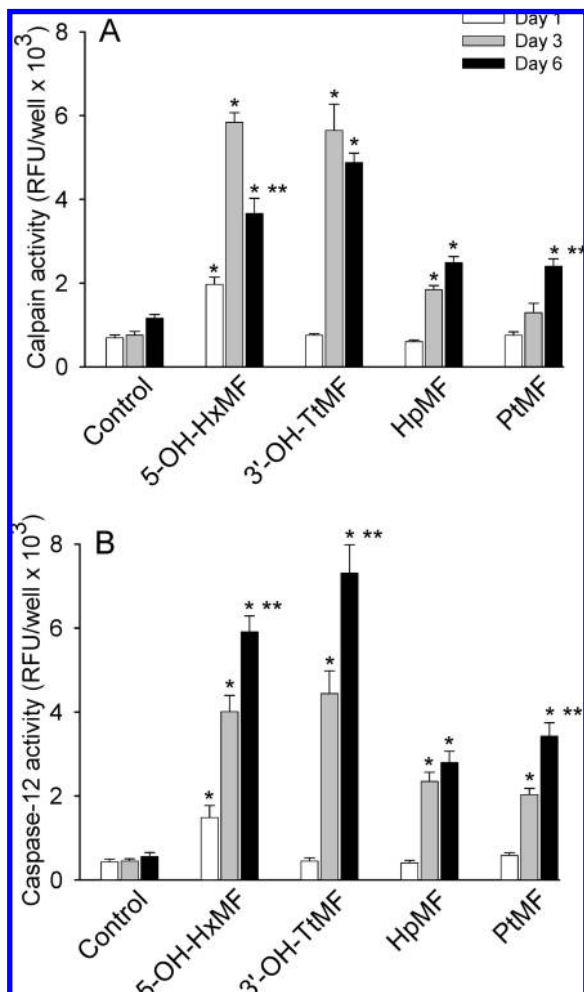 A
Day 1
Day 3
Day 6
Calpain activity (RFU/well x 10³)
8
6
4
2
0
*
*
* **
*
*
*
*
* **
Control
5-OH-HxMF
3'-OH-TtMF
HpMF
PtMF
B
Caspase-12 activity (RFU/well x 10³)
8
6
4
2
0
*
*
* **
*
* **
*
*
*
* **
Control
5-OH-HxMF
3'-OH-TtMF
HpMF
PtMF